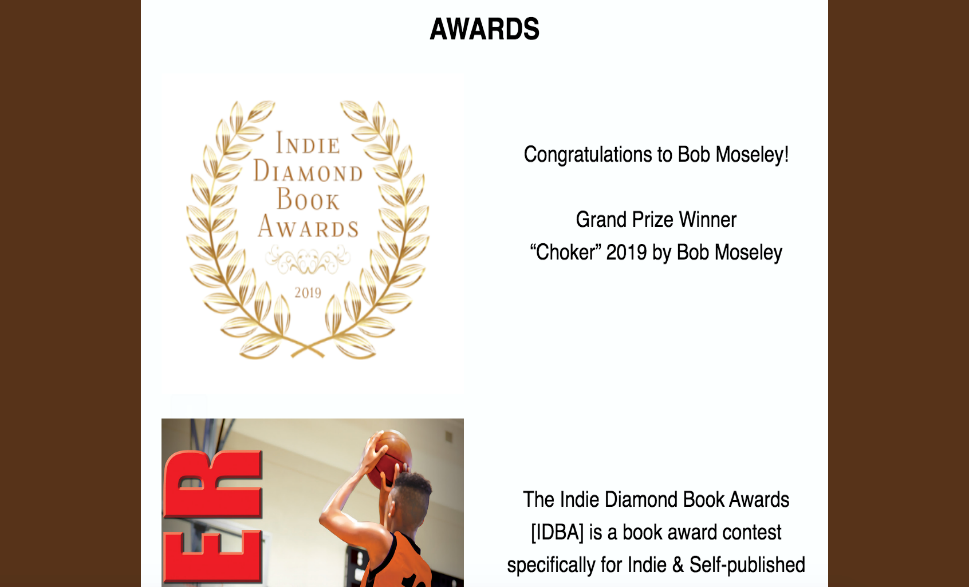 AWARDS
INDIE
DIAMOND
BOOK
AWARDS
2019
Congratulations to Bob Moseley!
Grand Prize Winner
“Choker” 2019 by Bob Moseley
ER
The Indie Diamond Book Awards
[IDBA] is a book award contest
specifically for Indie & Self-published